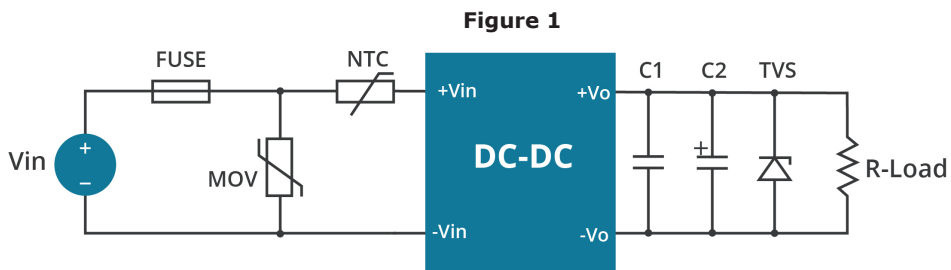 Figure 1
FUSE
NTC
C1
C2
TVS
+Vin
+Vo
+
Vin
+
−
MOV
DC-DC
R-Load
-Vin
-Vo